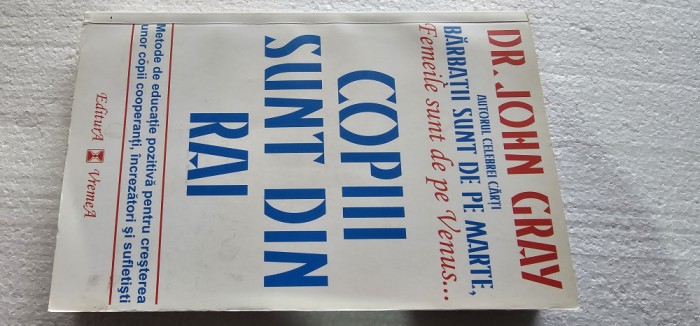 DR. JOHN GRAY
AUTORUL CELEBREI CĂRȚI
BĂRBAȚII SUNT DE PE MARTE,
Femeile sunt de pe Venus...
COPIII
SUNT DIN
RAI
Metode de educație pozitivă pentru creșterea
unor copii cooperanți, încrezători și sufletiști
EditurA VremeA